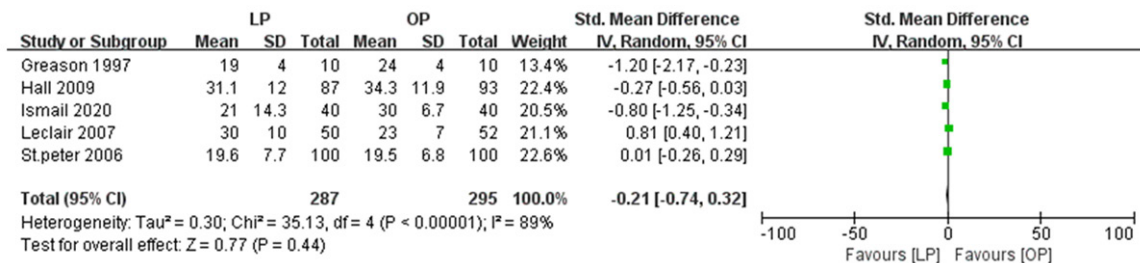 LP OP Std. Mean Difference Std. Mean Difference
Study or Subgroup Mean SD Total Mean SD Total Weight IV, Random, 95% CI IV, Random, 95% CI
Greason 1997 19 4 10 24 4 10 13.4% -1.20 [-2.17, -0.23]
Hall 2009 31.1 12 87 34.3 11.9 93 22.4% -0.27 [-0.56, 0.03]
Ismail 2020 21 14.3 40 30 6.7 40 20.5% -0.80 [-1.25, -0.34]
Leclair 2007 30 10 50 23 7 52 21.1% 0.81 [0.40, 1.21]
St.peter 2006 19.6 7.7 100 19.5 6.8 100 22.6% 0.01 [-0.26, 0.29]
Total (95% CI) 287 295 100.0% -0.21 [-0.74, 0.32]
Heterogeneity: Tau² = 0.30; Chi² = 35.13, df = 4 (P < 0.00001); I² = 89%
Test for overall effect: Z = 0.77 (P = 0.44)
-100 -50 0 50 100
Favours [LP] Favours [OP]